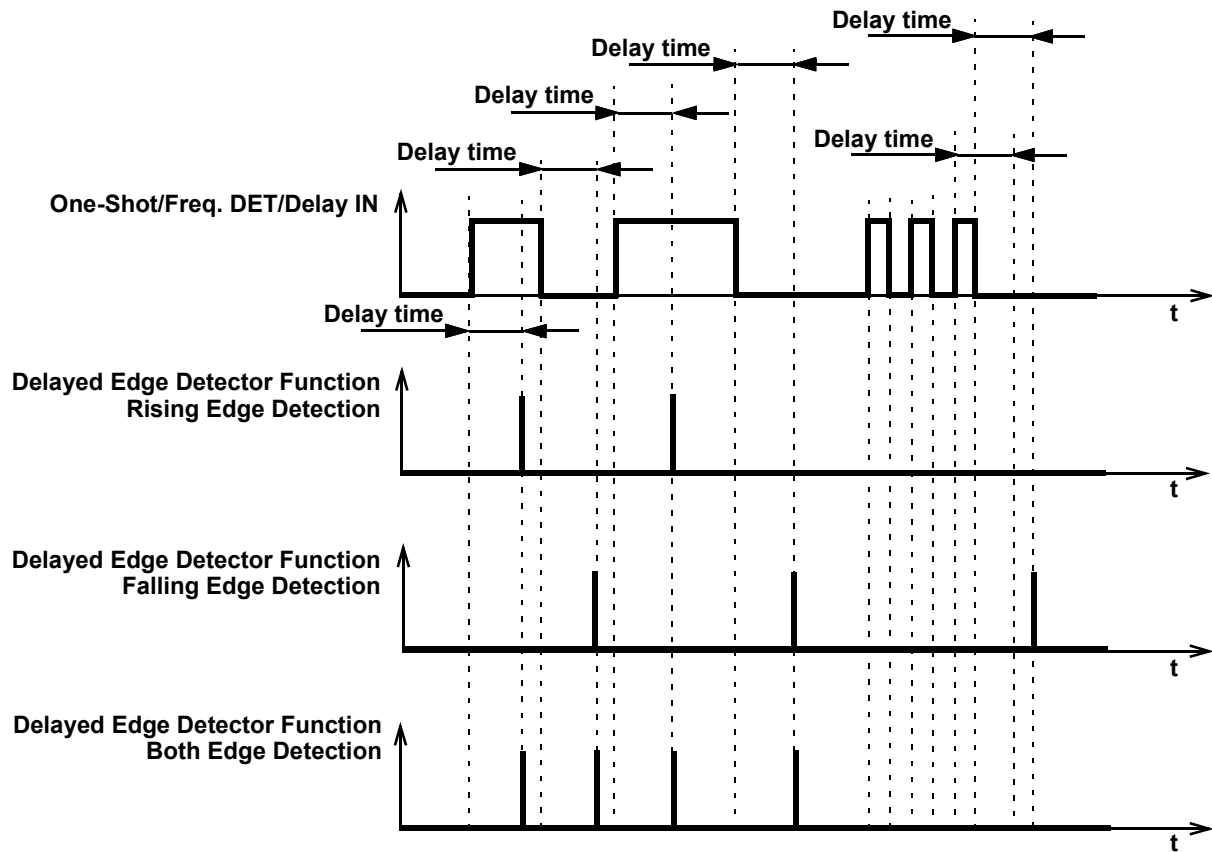 Delay time
Delay time
Delay time
Delay time
Delay time
One-Shot/Freq. DET/Delay IN
t
Delay time
Delayed Edge Detector Function
Rising Edge Detection
t
Delayed Edge Detector Function
Falling Edge Detection
t
Delayed Edge Detector Function
Both Edge Detection
t